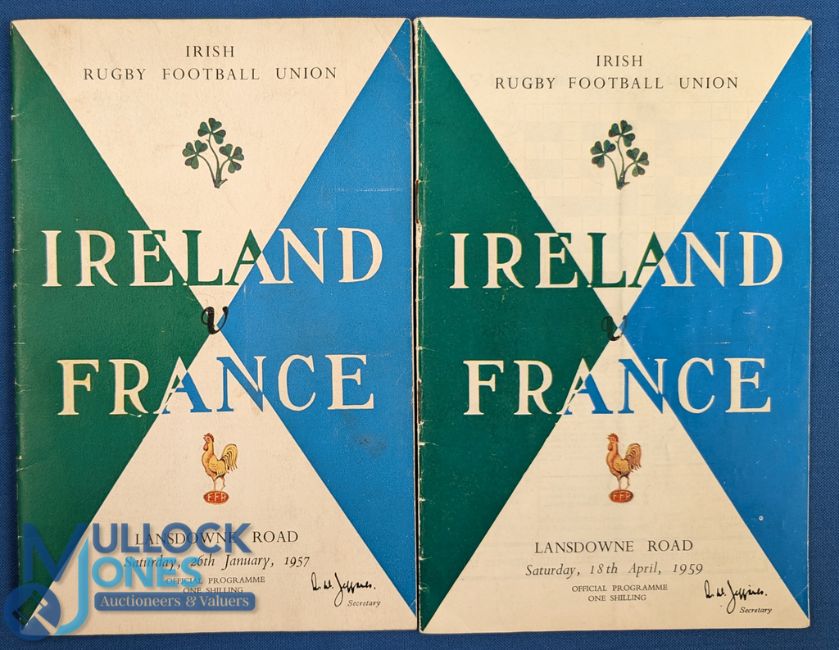 IRISH
RUGBY FOOTBALL UNION
IRELAND
v
FRANCE
FFR
LANSDOWNE ROAD
Saturday, 26th January, 1957
OFFICIAL PROGRAMME
ONE SHILLING
Secretary
IRISH
RUGBY FOOTBALL UNION
IRELAND
v
FRANCE
FFR
LANSDOWNE ROAD
Saturday, 18th April, 1959
OFFICIAL PROGRAMME
ONE SHILLING
Secretary
MULLOCK
JONES
Auctioneers & Valuers